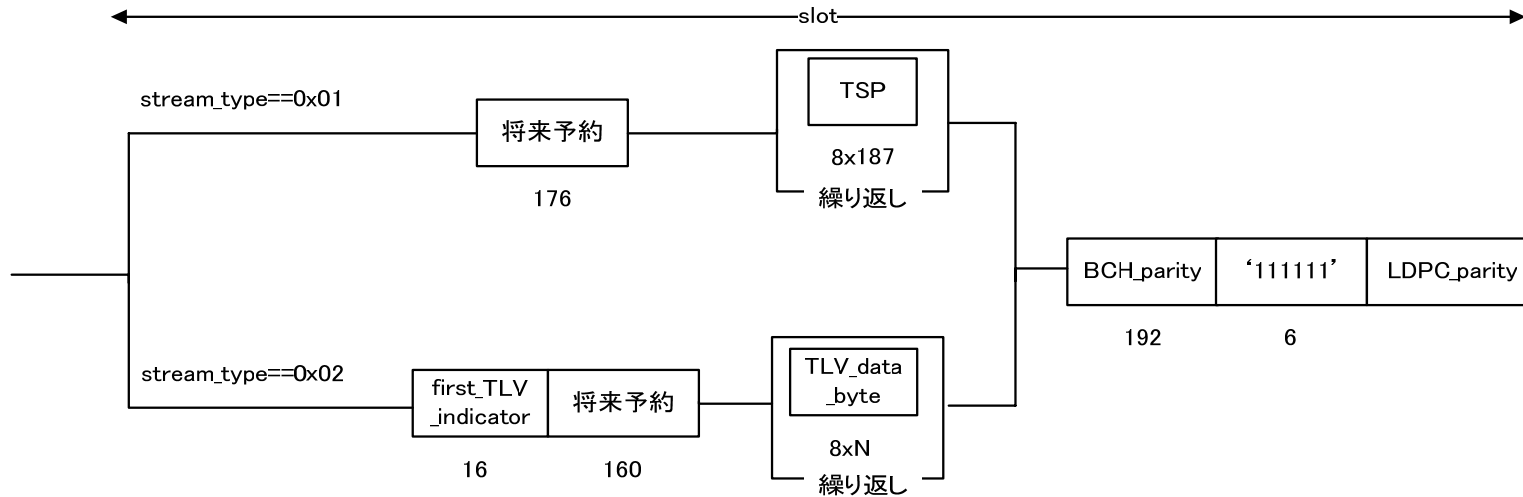 slot
stream_type==0x01
将来予約
176
TSP
8x187
繰り返し
stream_type==0x02
first_TLV
_indicator
16
将来予約
160
TLV_data
_byte
8xN
繰り返し
BCH_parity
192
‘111111’
6
LDPC_parity